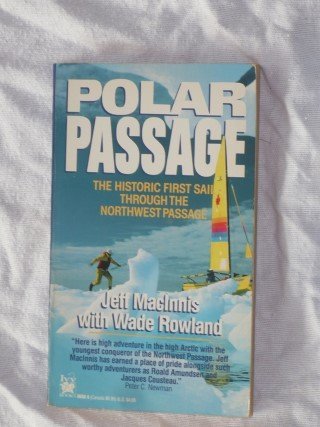 POLAR
PASSAGE
THE HISTORIC FIRST SAIL
THROUGH THE
NORTHWEST PASSAGE
Jeff MacInnis
with Wade Rowland
"Here is high adventure in the high Arctic with the
youngest conqueror of the Northwest Passage. Jeff
MacInnis has earned a place of pride alongside such
worthy adventurers as Roald Amundsen and
Jacques Cousteau."
Peter C. Newman
ivy
BOOKS